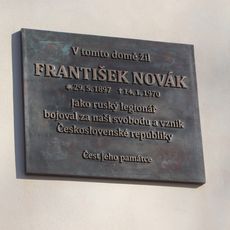 V tomto domě žil
FRANTIŠEK NOVÁK
* 29. 5. 1897 † 14. 1. 1970
Jako ruský legionář
bojoval za naši svobodu a vznik
Československé republiky
Čest jeho památce